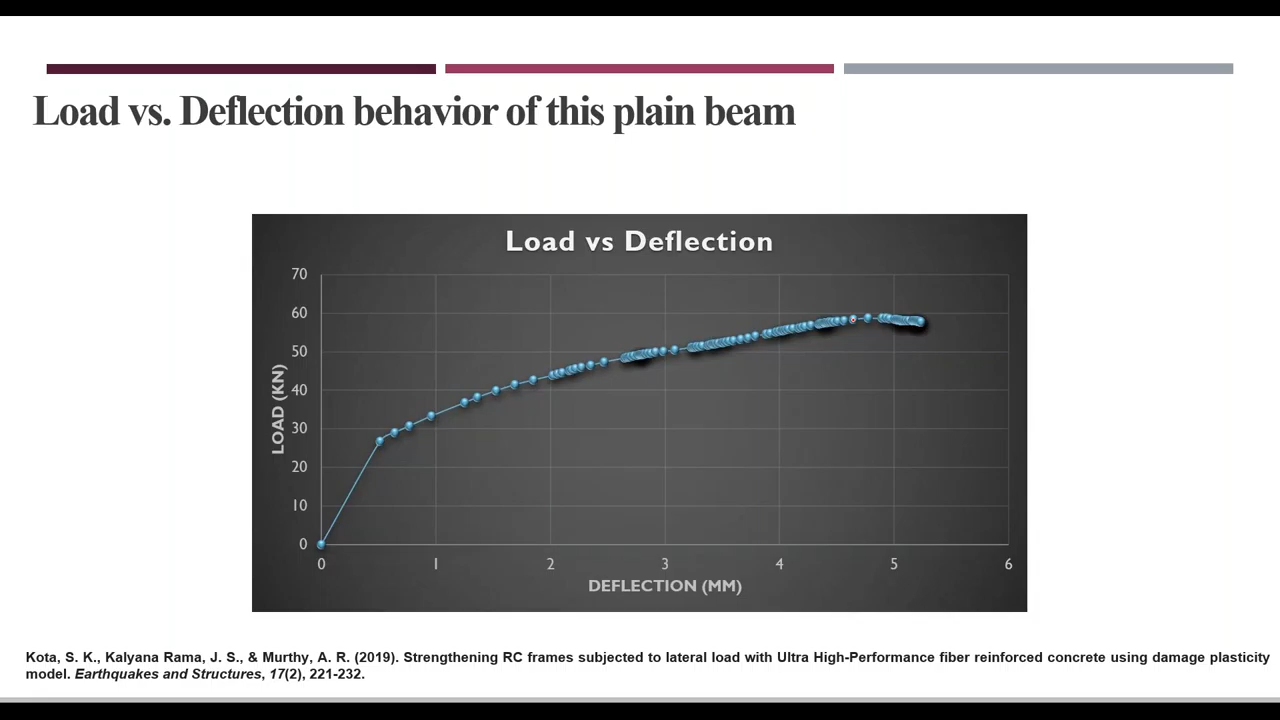 Load vs. Deflection behavior of this plain beam
Load vs Deflection
70
60
50
40
30
20
10
0
LOAD (KN)
0 1 2 3 4 5 6
DEFLECTION (MM)
Kota, S. K., Kalyana Rama, J. S., & Murthy, A. R. (2019). Strengthening RC frames subjected to lateral load with Ultra High-Performance fiber reinforced concrete using damage plasticity
model. Earthquakes and Structures, 17(2), 221-232.